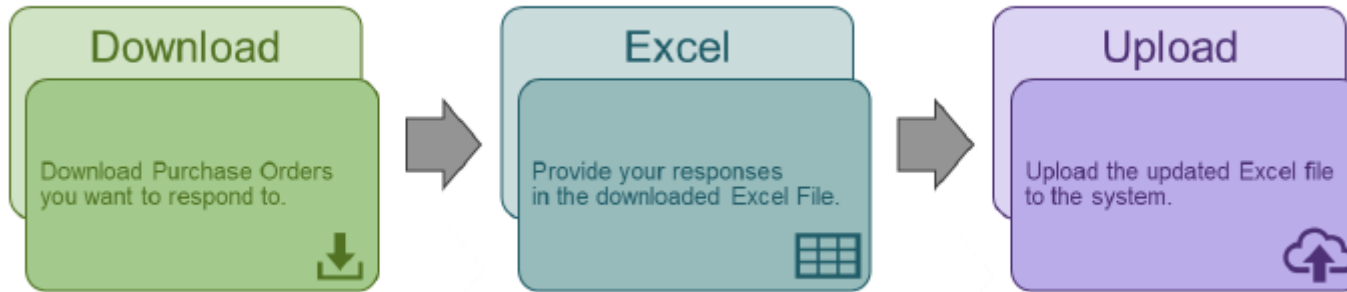 Download
Download Purchase Orders
you want to respond to.
Excel
Provide your responses
in the downloaded Excel File.
Upload
Upload the updated Excel file
to the system.